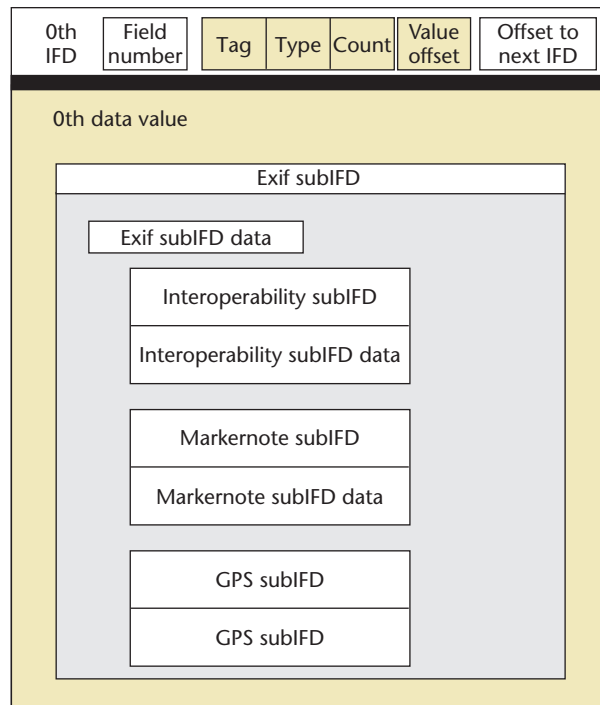 0th IFD
Field number
Tag
Type
Count
Value offset
Offset to next IFD
0th data value
Exif subIFD
Exif subIFD data
Interoperability subIFD
Interoperability subIFD data
Markernote subIFD
Markernote subIFD data
GPS subIFD
GPS subIFD